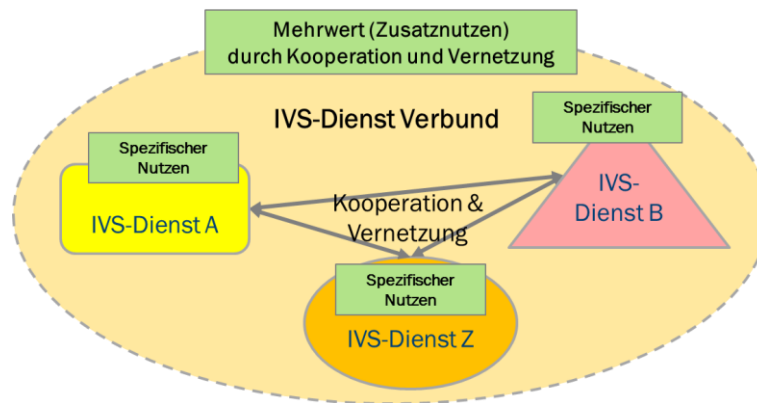 Mehrwert (Zusatznutzen)
durch Kooperation und Vernetzung
IVS-Dienst Verbund
Spezifischer
Nutzen
IVS-Dienst A
Spezifischer
Nutzen
IVS-
Dienst B
Kooperation &
Vernetzung
Spezifischer
Nutzen
IVS-Dienst Z